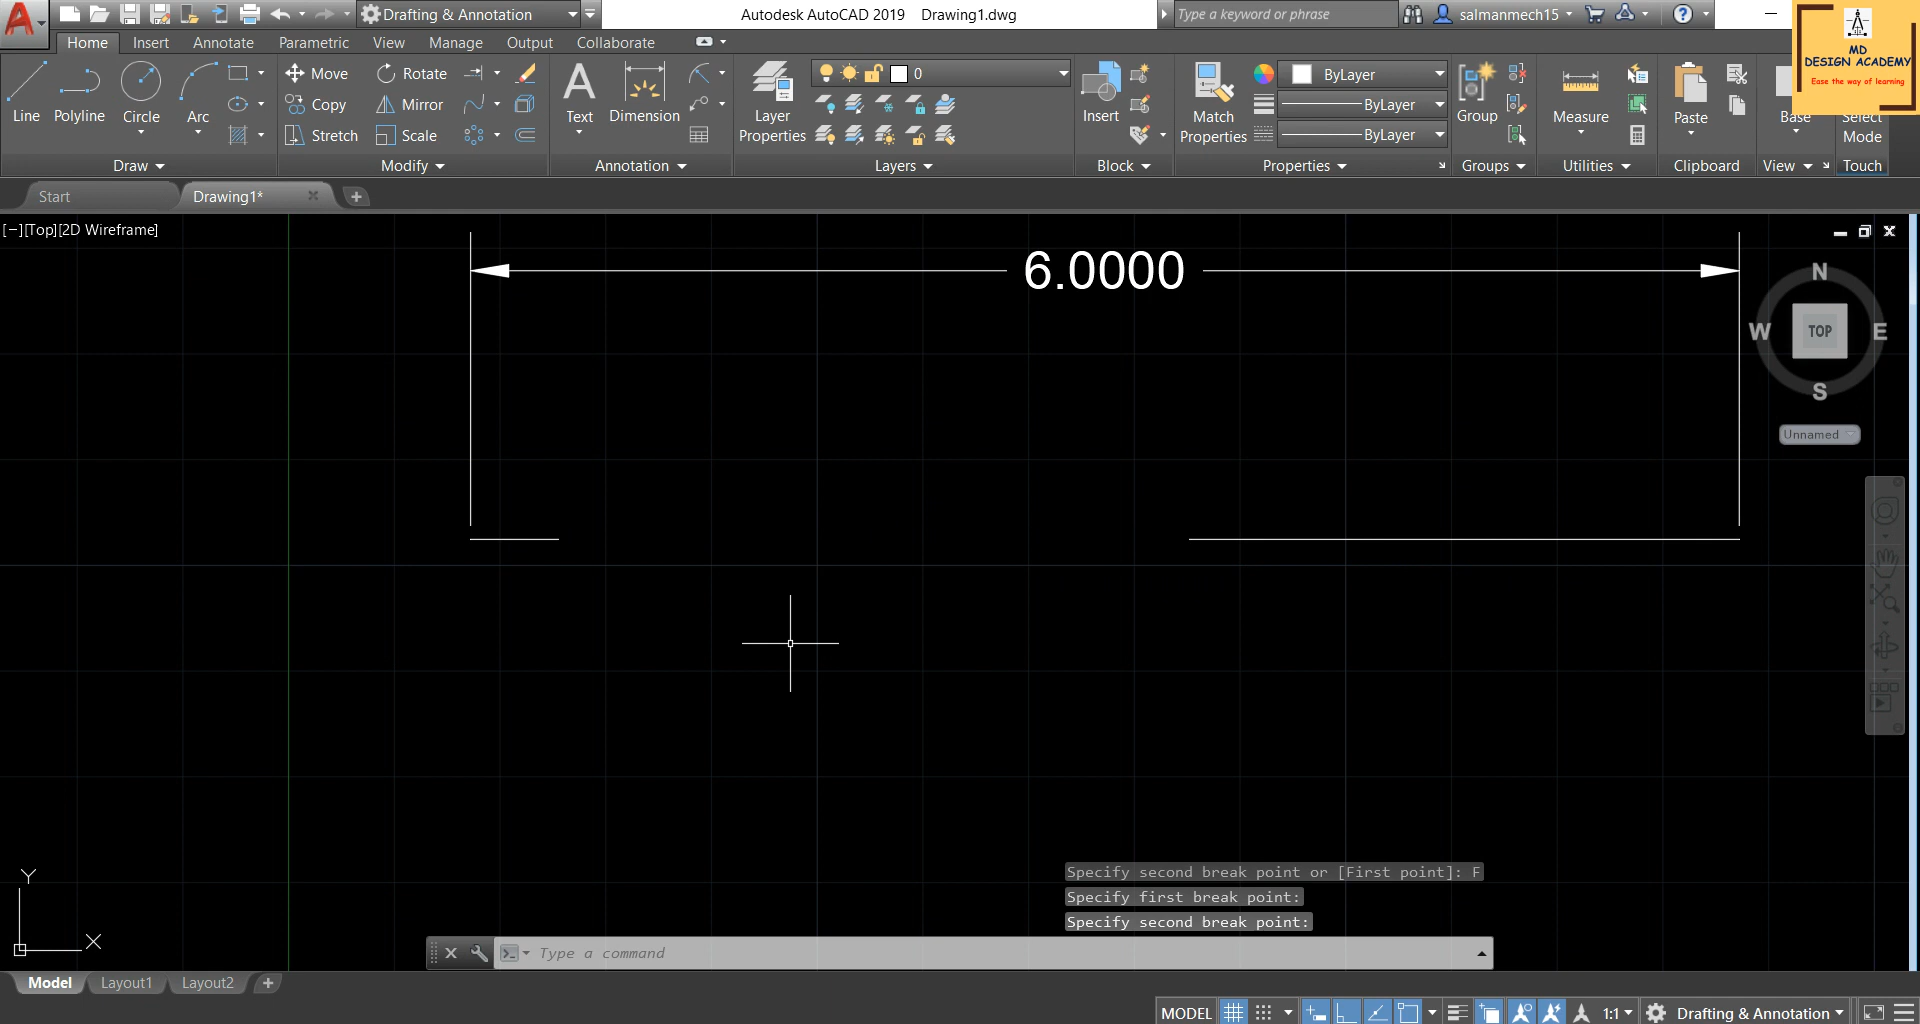 Drafting & Annotation
Autodesk AutoCAD 2019 Drawing1.dwg
Type a keyword or phrase
salmanmech15
MD
DESIGN ACADEMY
Ease the way of learning
Home Insert Annotate Parametric View Manage Output Collaborate
Line Polyline Circle Arc
Move Rotate
Copy Mirror
Stretch Scale
Text Dimension
Layer Properties
0
Insert
Match Properties
ByLayer
ByLayer
ByLayer
Group
Measure
Paste
Base
Select Mode
Draw Modify Annotation Layers Block Properties Groups Utilities Clipboard View Touch
Start Drawing1*
[−][Top][2D Wireframe]
6.0000
N
W TOP E
S
Unnamed
Y
X
Specify second break point or [First point]: F
Specify first break point:
Specify second break point:
Type a command
Model Layout1 Layout2
MODEL 1:1 Drafting & Annotation